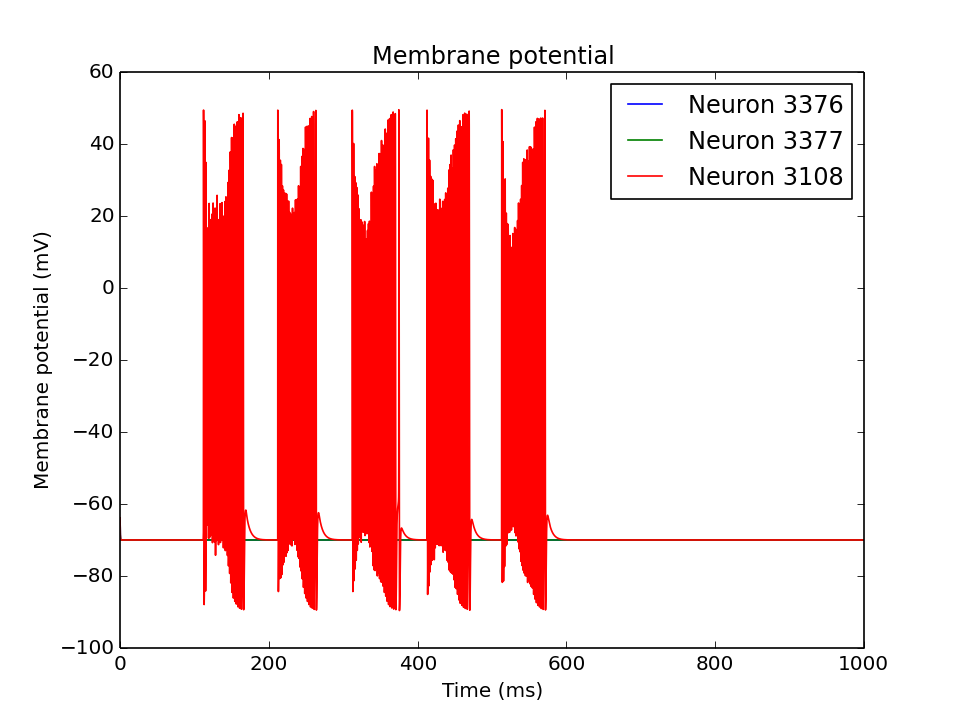 Membrane potential
60
40
20
0
−20
−40
−60
−80
−100
Membrane potential (mV)
Neuron 3376
Neuron 3377
Neuron 3108
0 200 400 600 800 1000
Time (ms)